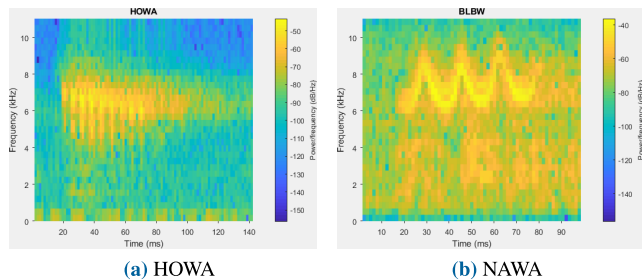 HOWA
BLBW
Frequency (kHz)
10
8
6
4
2
0
20 40 60 80 100 120 140
Time (ms)
-50
-60
-70
-80
-90
-100
-110
-120
-130
-140
-150
Power/frequency (dB/Hz)
Frequency (kHz)
10
8
6
4
2
0
10 20 30 40 50 60 70 80 90
Time (ms)
-40
-60
-80
-100
-120
-140
Power/frequency (dB/Hz)
(a) HOWA
(b) NAWA